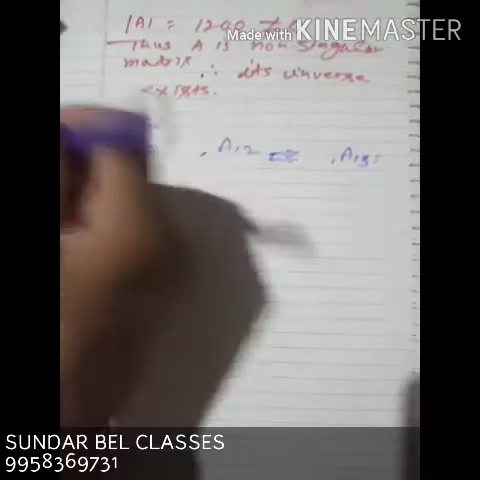 |A| = 1200
Made with KINEMASTER
Thus A is non singular
matrix ∴ its inverse
exists.
, A12 = , A13 =
SUNDAR BEL CLASSES
9958369731